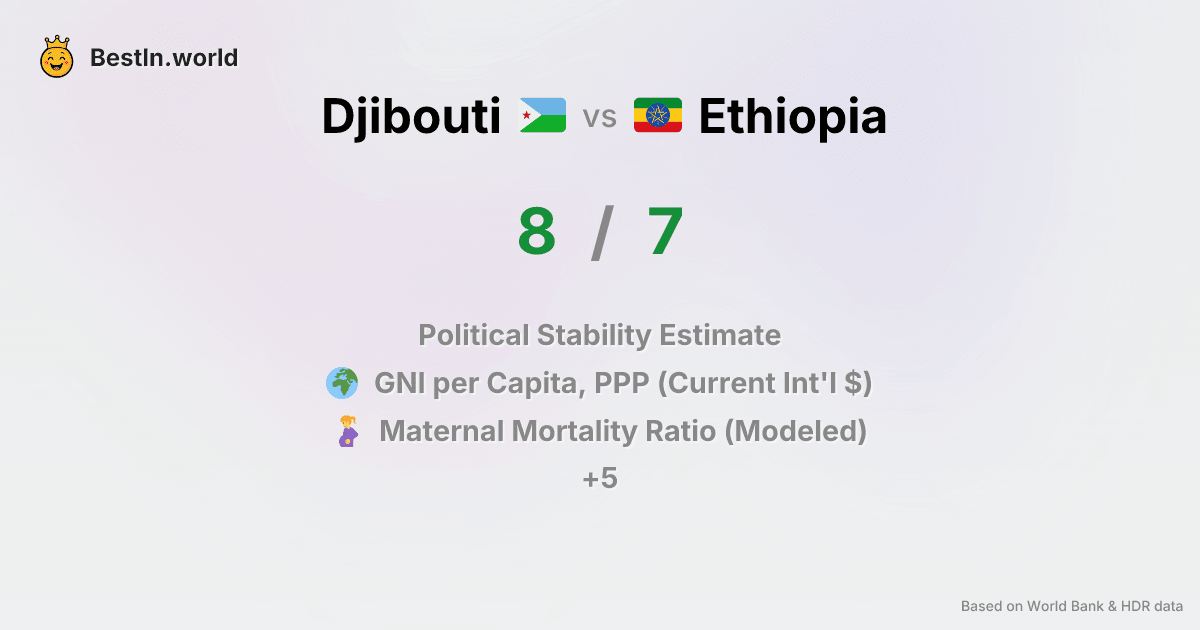 BestIn.world
Djibouti vs Ethiopia
8 / 7
Political Stability Estimate
GNI per Capita, PPP (Current Int'l $)
Maternal Mortality Ratio (Modeled)
+5
Based on World Bank & HDR data